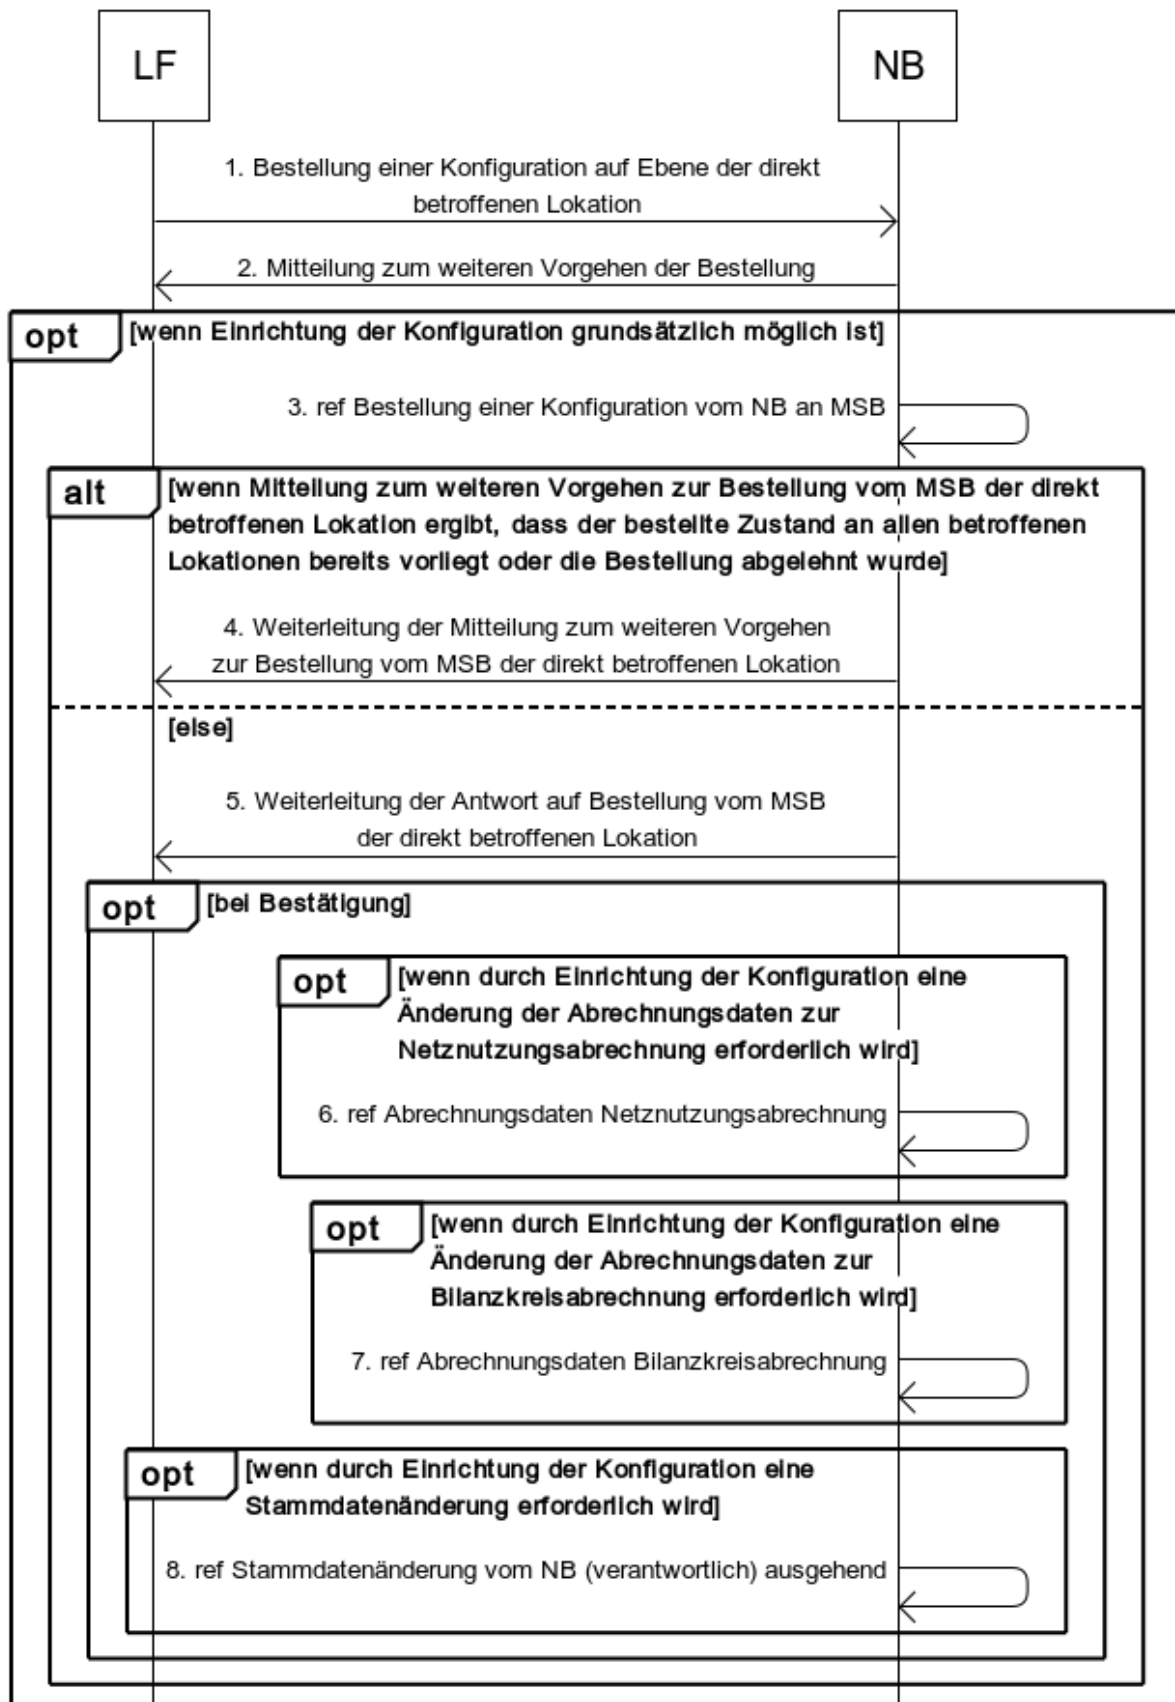 LF
NB
1. Bestellung einer Konfiguration auf Ebene der direkt
betroffenen Lokation
2. Mitteilung zum weiteren Vorgehen der Bestellung
opt
[wenn Einrichtung der Konfiguration grundsätzlich möglich ist]
3. ref Bestellung einer Konfiguration vom NB an MSB
alt
[wenn Mitteilung zum weiteren Vorgehen zur Bestellung vom MSB der direkt
betroffenen Lokation ergibt, dass der bestellte Zustand an allen betroffenen
Lokationen bereits vorliegt oder die Bestellung abgelehnt wurde]
4. Weiterleitung der Mitteilung zum weiteren Vorgehen
zur Bestellung vom MSB der direkt betroffenen Lokation
[else]
5. Weiterleitung der Antwort auf Bestellung vom MSB
der direkt betroffenen Lokation
opt
[bei Bestätigung]
opt
[wenn durch Einrichtung der Konfiguration eine
Änderung der Abrechnungsdaten zur
Netznutzungsabrechnung erforderlich wird]
6. ref Abrechnungsdaten Netznutzungsabrechnung
opt
[wenn durch Einrichtung der Konfiguration eine
Änderung der Abrechnungsdaten zur
Bilanzkreisabrechnung erforderlich wird]
7. ref Abrechnungsdaten Bilanzkreisabrechnung
opt
[wenn durch Einrichtung der Konfiguration eine
Stammdatenänderung erforderlich wird]
8. ref Stammdatenänderung vom NB (verantwortlich) ausgehend